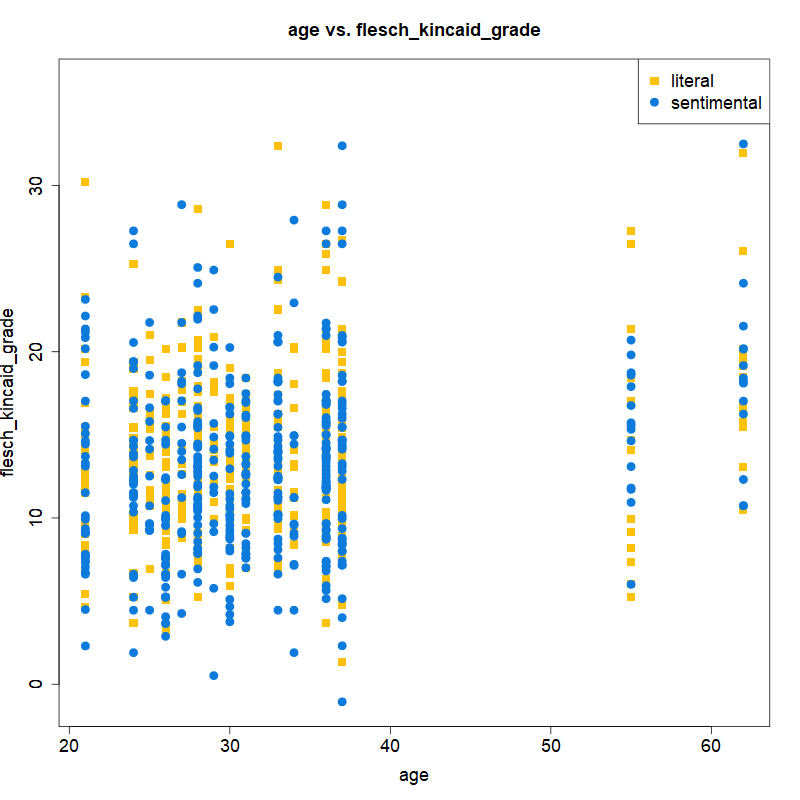 age vs. flesch_kincaid_grade
literal
sentimental
flesch_kincaid_grade
30
20
10
0
20 30 40 50 60
age